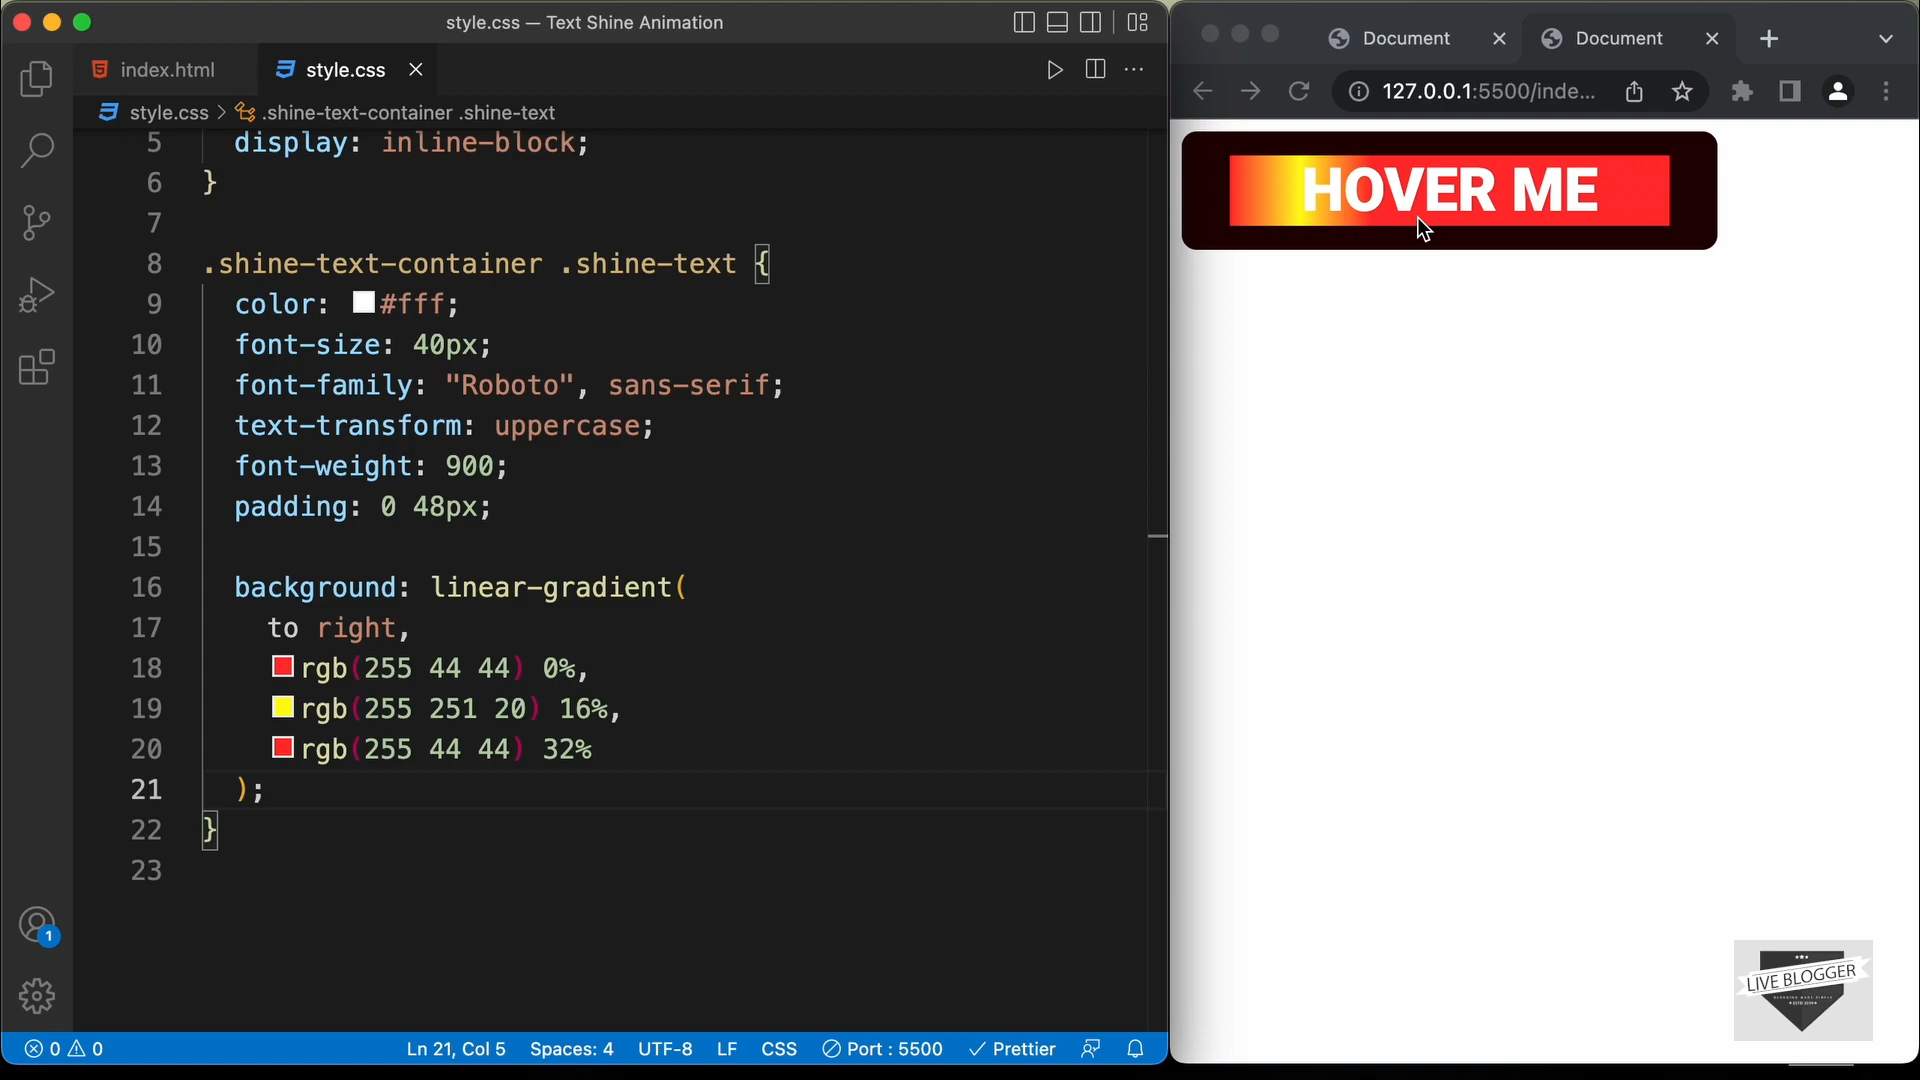 style.css — Text Shine Animation
index.html
style.css
style.css > .shine-text-container .shine-text
5 display: inline-block;
6 }
7
8 .shine-text-container .shine-text {
9 color: #fff;
10 font-size: 40px;
11 font-family: "Roboto", sans-serif;
12 text-transform: uppercase;
13 font-weight: 900;
14 padding: 0 48px;
15
16 background: linear-gradient(
17 to right,
18 rgb(255 44 44) 0%,
19 rgb(255 251 20) 16%,
20 rgb(255 44 44) 32%
21 );
22 }
23
1
0 0 Ln 21, Col 5 Spaces: 4 UTF-8 LF CSS Port : 5500 Prettier
Document
Document
127.0.0.1:5500/inde...
HOVER ME
LIVE BLOGGER